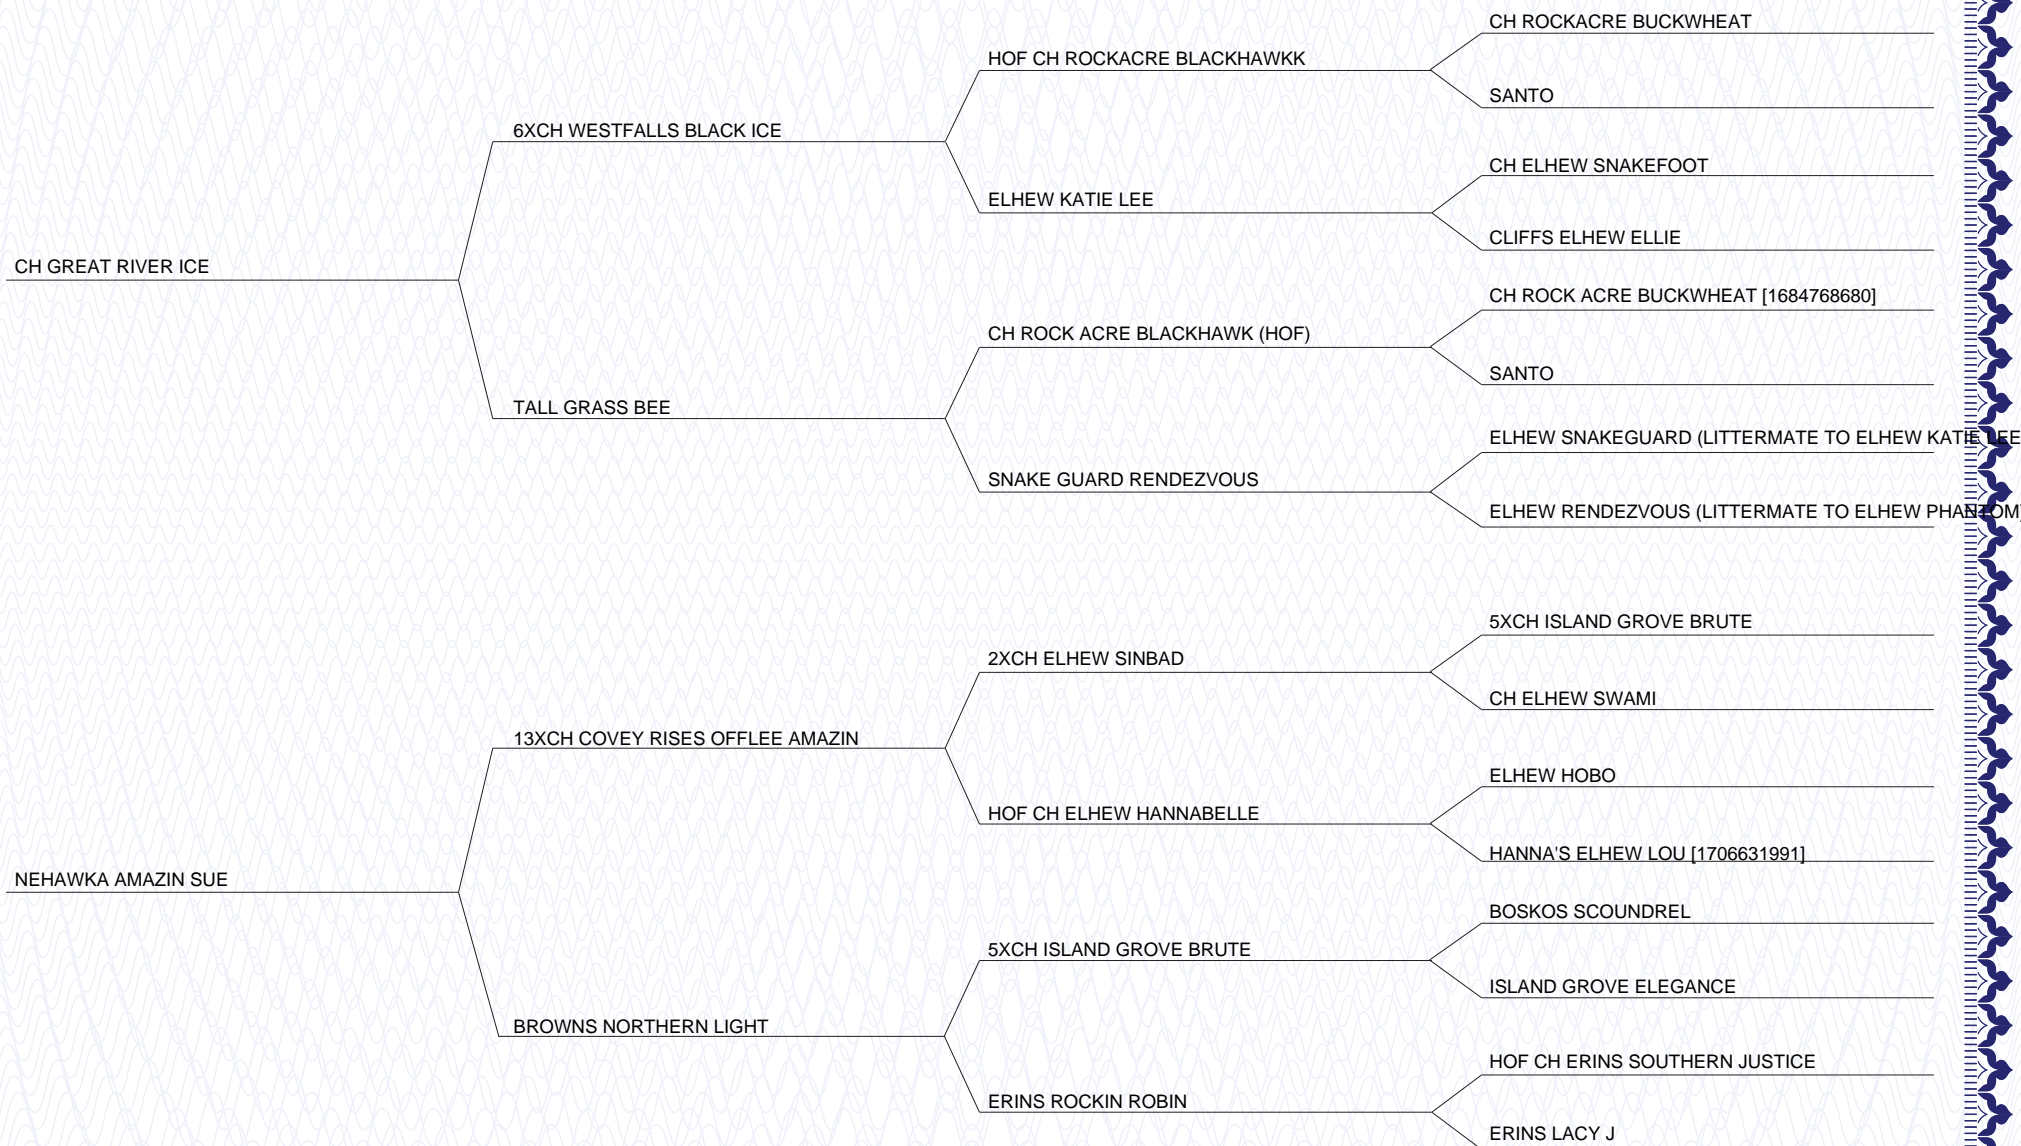 CH ROCKACRE BUCKWHEAT
HOF CH ROCKACRE BLACKHAWKK
SANTO
6XCH WESTFALLS BLACK ICE
CH ELHEW SNAKEFOOT
ELHEW KATIE LEE
CLIFFS ELHEW ELLIE
CH GREAT RIVER ICE
CH ROCK ACRE BUCKWHEAT [1684768680]
CH ROCK ACRE BLACKHAWK (HOF)
SANTO
TALL GRASS BEE
ELHEW SNAKEGUARD (LITTERMATE TO ELHEW KATIE LEE
SNAKE GUARD RENDEZVOUS
ELHEW RENDEZVOUS (LITTERMATE TO ELHEW PHANTOM)
5XCH ISLAND GROVE BRUTE
2XCH ELHEW SINBAD
CH ELHEW SWAMI
13XCH COVEY RISES OFFLEE AMAZIN
ELHEW HOBO
HOF CH ELHEW HANNABELLE
HANNA'S ELHEW LOU [1706631991]
NEHAWKA AMAZIN SUE
BOSKOS SCOUNDREL
5XCH ISLAND GROVE BRUTE
ISLAND GROVE ELEGANCE
BROWNS NORTHERN LIGHT
HOF CH ERINS SOUTHERN JUSTICE
ERINS ROCKIN ROBIN
ERINS LACY J